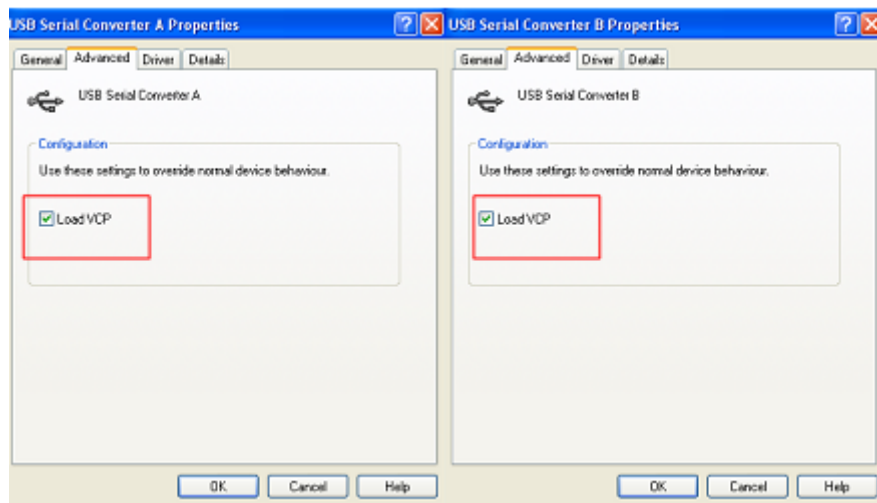 USB Serial Converter A Properties
General Advanced Driver Details
USB Serial Converter A
Configuration
Use these settings to override normal device behaviour.
Load VCP
OK Cancel Help
USB Serial Converter B Properties
General Advanced Driver Details
USB Serial Converter B
Configuration
Use these settings to override normal device behaviour.
Load VCP
OK Cancel Help